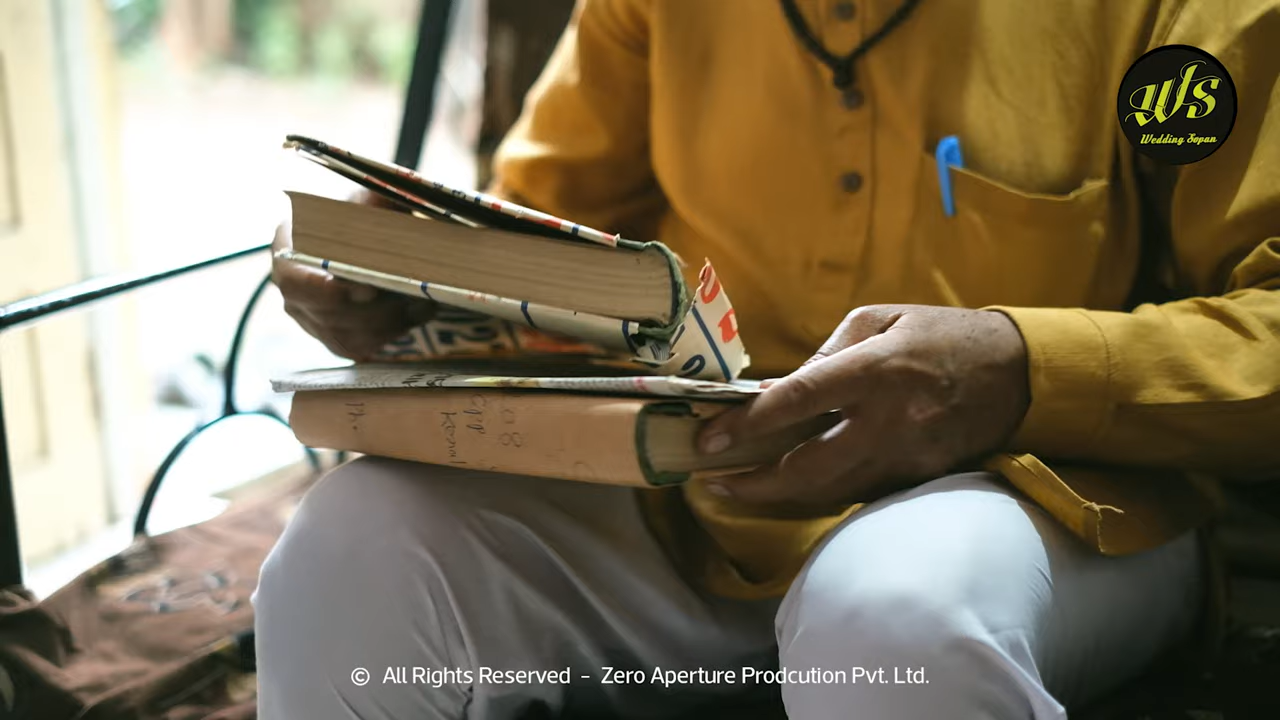 WS
Wedding Sopan
© All Rights Reserved - Zero Aperture Prodcution Pvt. Ltd.